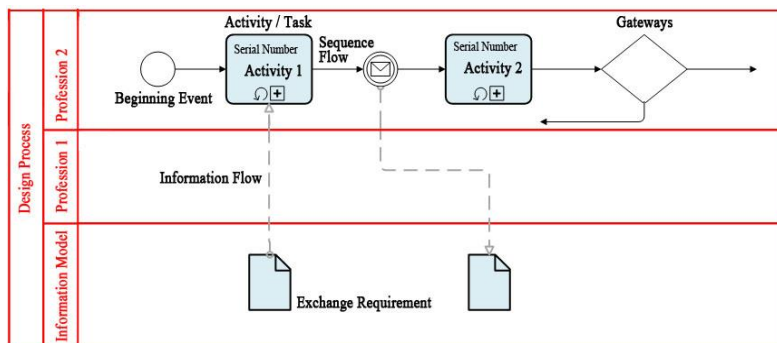 Design Process
Profession 2
Profession 1
Information Model
Activity / Task
Gateways
Serial Number
Activity 1
Sequence
Flow
Serial Number
Activity 2
Beginning Event
Information Flow
Exchange Requirement